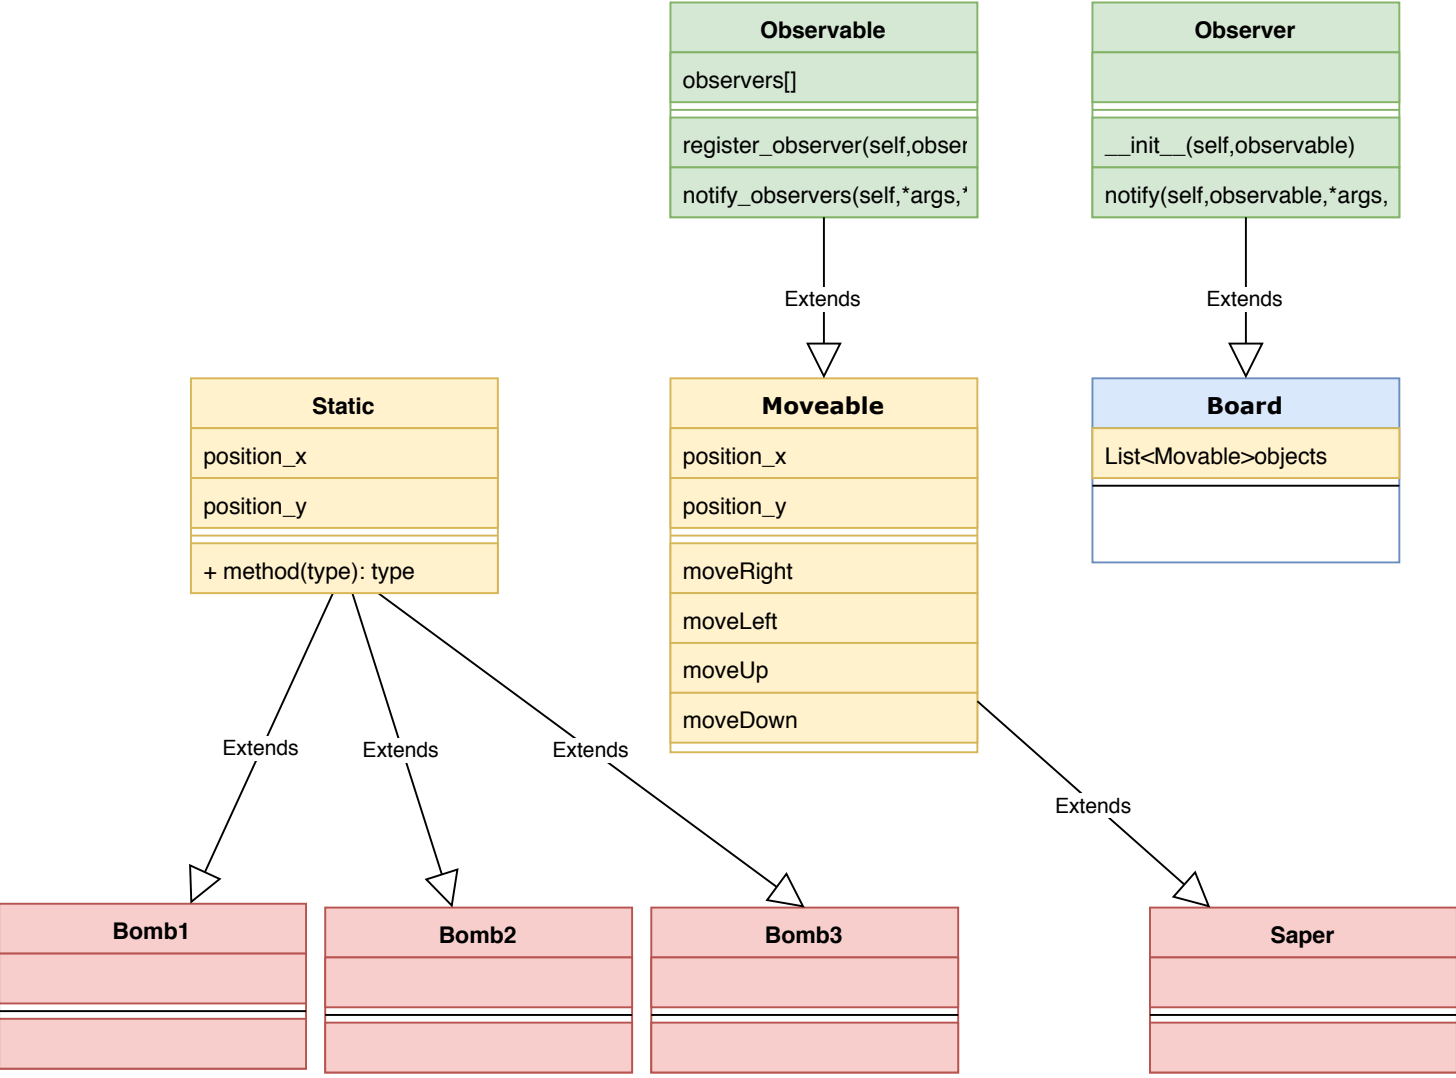 Observable
observers[]
register_observer(self,obser
notify_observers(self,*args,*
Observer
__init__(self,observable)
notify(self,observable,*args,
Extends
Extends
Static
position_x
position_y
+ method(type): type
Moveable
position_x
position_y
moveRight
moveLeft
moveUp
moveDown
Board
List<Movable>objects
Extends
Extends
Extends
Extends
Bomb1
Bomb2
Bomb3
Saper